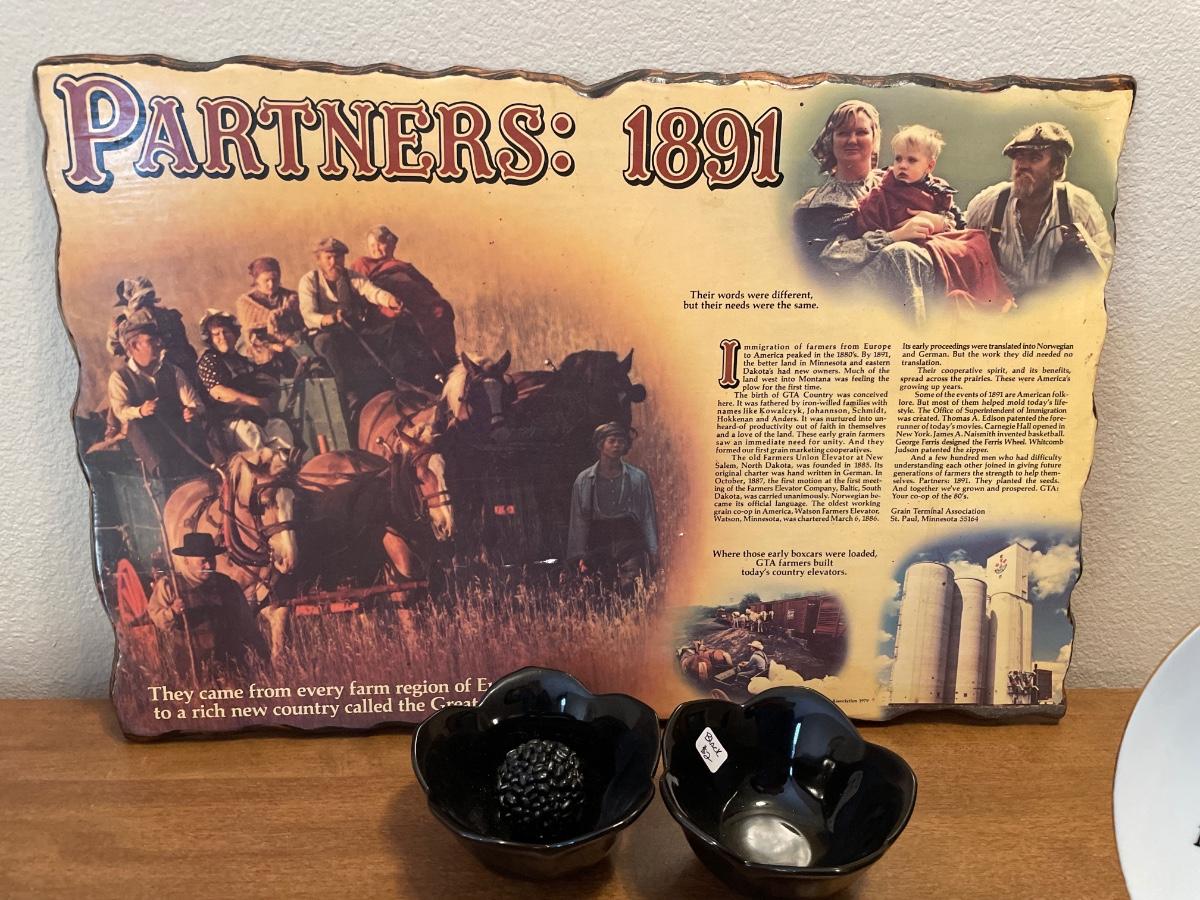 PARTNERS: 1891
Their words were different,
but their needs were the same.
Immigration of farmers from Europe
to America peaked in the 1880's. By 1891,
the better land in Minnesota and eastern
Dakota's had new owners. Much of the
land west into Montana was feeling the
plow for the first time.
The birth of GTA Country was conceived
here. It was fathered by iron-willed families with
names like Kowalczyk, Johannson, Schmidt,
Hokkenan and Anders. It was nurtured into un-
heard-of productivity out of faith in themselves
and a love of the land. These early grain farmers
saw an immediate need for unity. And they
formed our first grain marketing cooperatives.
The old Farmers Union Elevator at New
Salem, North Dakota, was founded in 1883. Its
original charter was hand written in German. In
October, 1887, the first motion at the first meet-
ing of the Farmers Elevator Company, Baltic, South
Dakota, was carried unanimously. Norwegian be-
came its official language. The oldest working
grain co-op in America, Watson Farmers Elevator,
Watson, Minnesota, was chartered March 6, 1886.
Its early proceedings were translated into Norwegian
and German. But the work they did needed no
translation.
Their cooperative spirit, and its benefits,
spread across the prairies. These were America's
growing up years.
Some of the events of 1891 are American folk-
lore. But most of them helped mold today's life-
style. The Office of Superintendent of Immigration
was created. Thomas A. Edison patented the fore-
runner of today's movies. Carnegie Hall opened in
New York. James A. Naismith invented basketball.
George Ferris designed the Ferris Wheel. Whitcomb
Judson patented the zipper.
And a few hundred men who had difficulty
understanding each other joined in giving future
generations of farmers the strength to help them-
selves. Partners: 1891. They planted the seeds.
And together we've grown and prospered. GTA:
Your co-op of the 80's.
Grain Terminal Association
St. Paul, Minnesota 55164
Where those early boxcars were loaded,
GTA farmers built
today's country elevators.
They came from every farm region of
to a rich new country called the Great
Association 1979
Black
$2